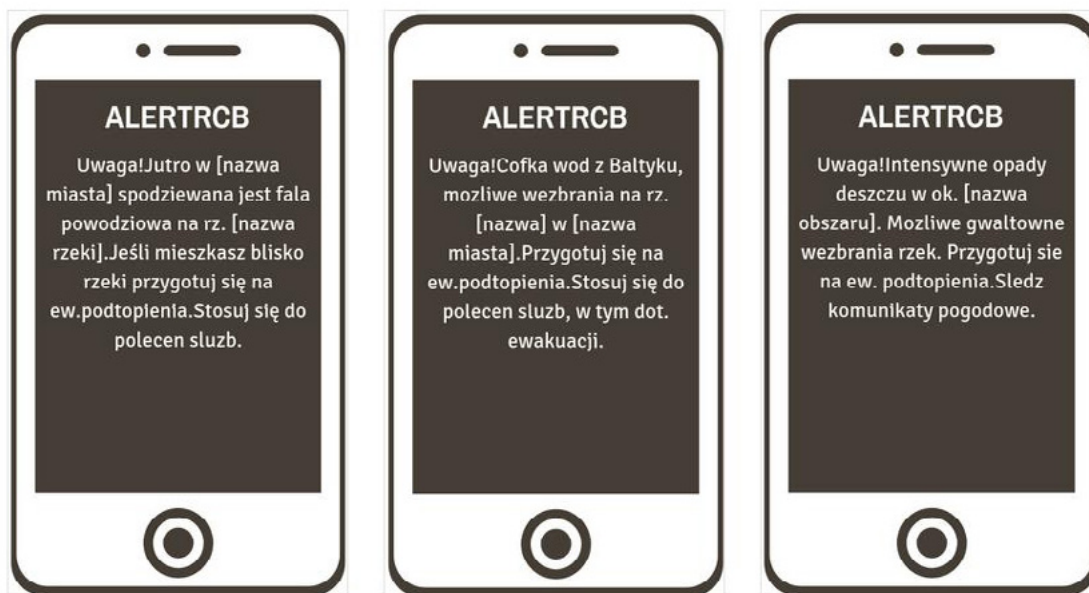 ALERTRCB
Uwaga!Jutro w [nazwa
miasta] spodziewana jest fala
powodziowa na rz. [nazwa
rzeki].Jeśli mieszkasz blisko
rzeki przygotuj się na
ew.podtopienia.Stosuj się do
polecen sluzb.
ALERTRCB
Uwaga!Cofka wod z Baltyku,
mozliwe wezbrania na rz.
[nazwa] w [nazwa
miasta].Przygotuj się na
ew.podtopienia.Stosuj się do
polecen sluzb, w tym dot.
ewakuacji.
ALERTRCB
Uwaga!Intensywne opady
deszczu w ok. [nazwa
obszaru]. Mozliwe gwaltowne
wezbrania rzek. Przygotuj sie
na ew. podtopienia.Sledz
komunikaty pogodowe.